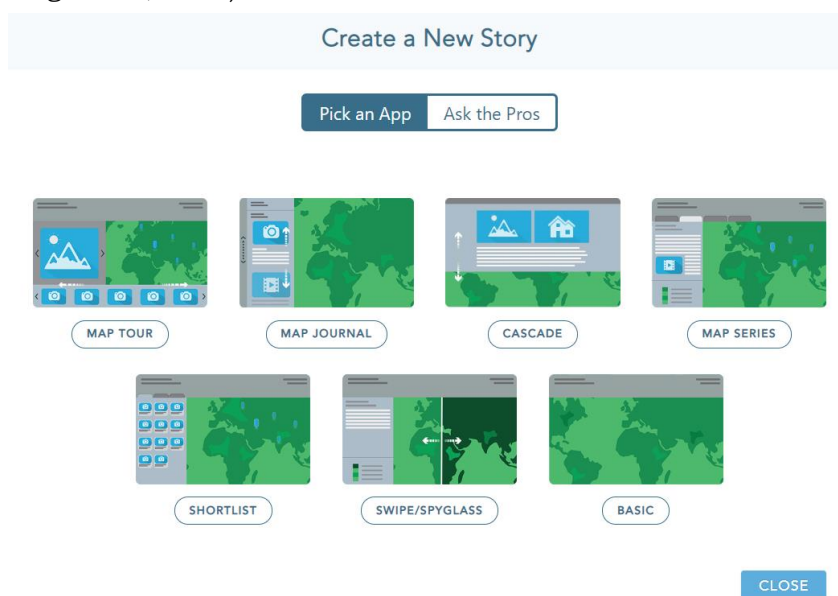 Create a New Story
Pick an App Ask the Pros
MAP TOUR MAP JOURNAL CASCADE MAP SERIES
SHORTLIST SWIPE/SPYGLASS BASIC
CLOSE